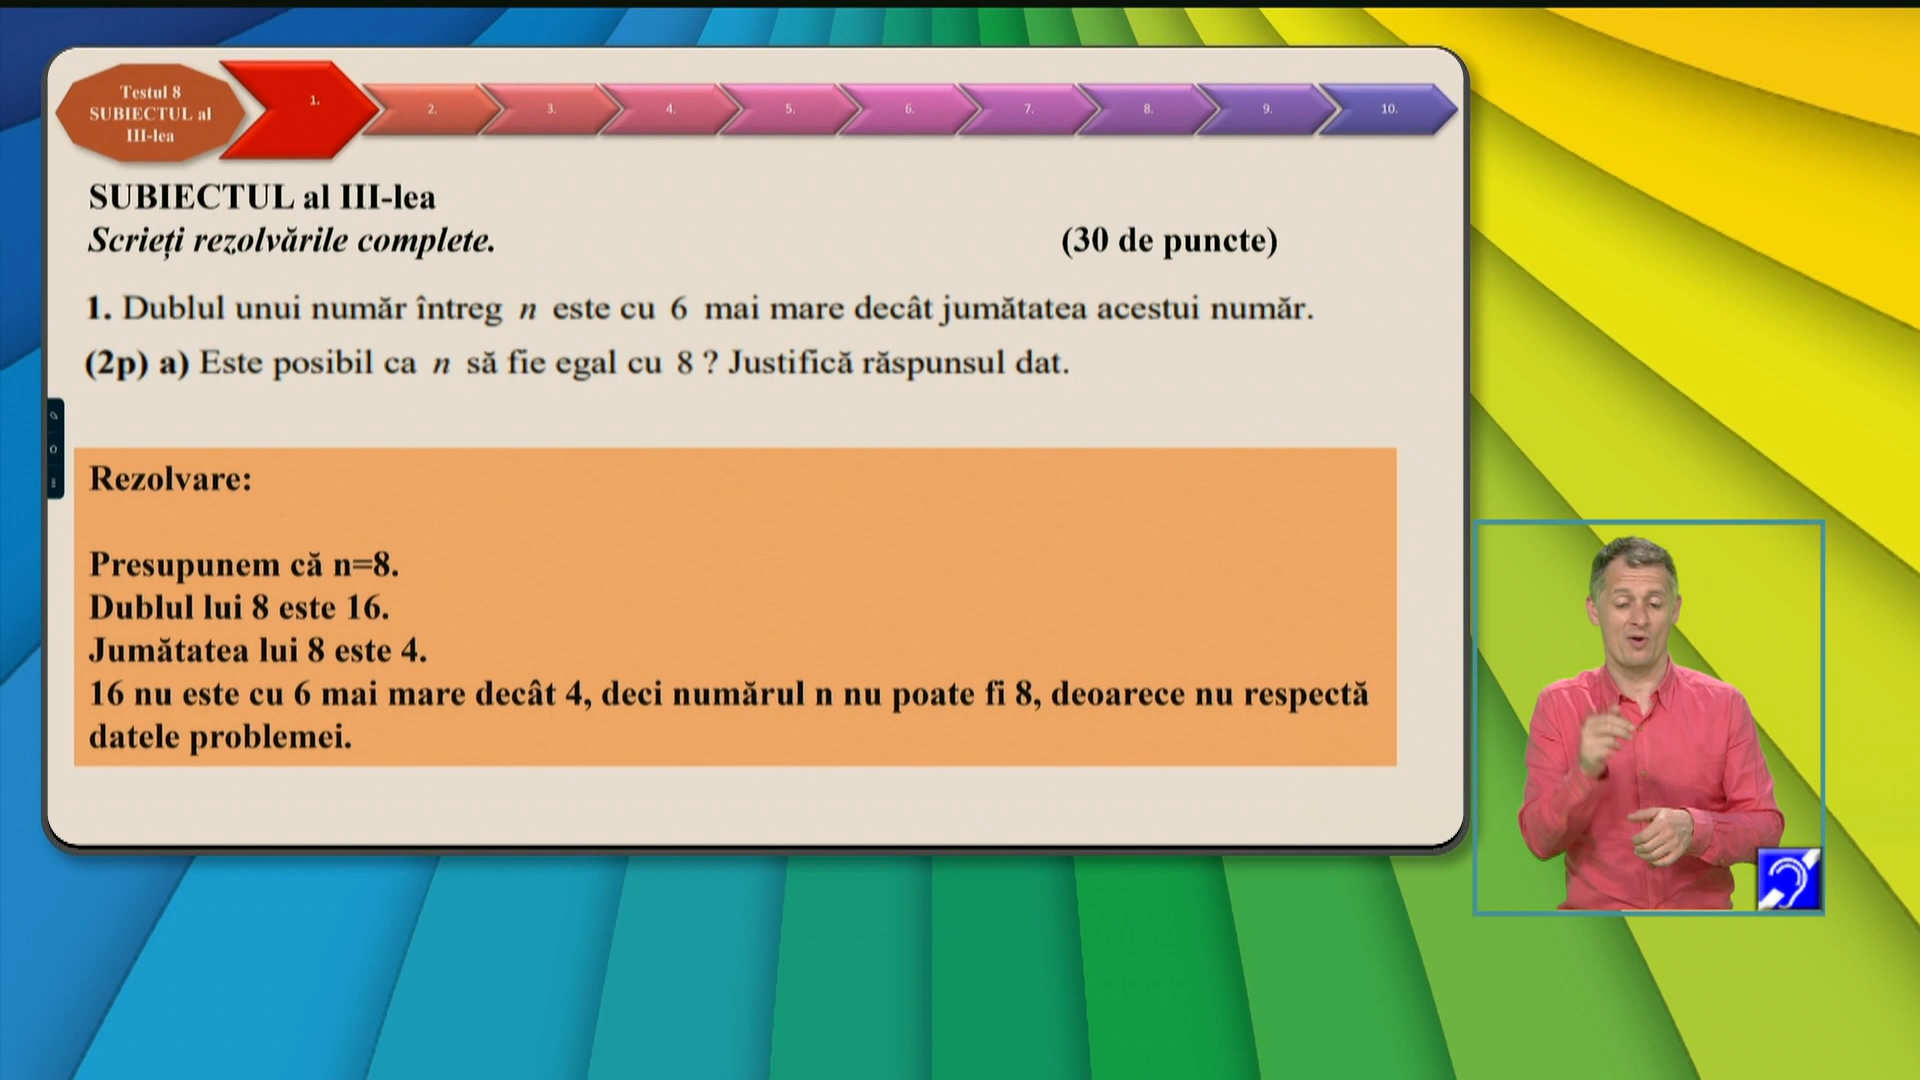 Testul 8
SUBIECTUL al
III-lea
1.
2.
3.
4.
5.
6.
7.
8.
9.
10.
SUBIECTUL al III-lea
Scrieți rezolvările complete.
(30 de puncte)
1. Dublul unui număr întreg n este cu 6 mai mare decât jumătatea acestui număr.
(2p) a) Este posibil ca n să fie egal cu 8 ? Justifică răspunsul dat.
Rezolvare:
Presupunem că n=8.
Dublul lui 8 este 16.
Jumătatea lui 8 este 4.
16 nu este cu 6 mai mare decât 4, deci numărul n nu poate fi 8, deoarece nu respectă
datele problemei.